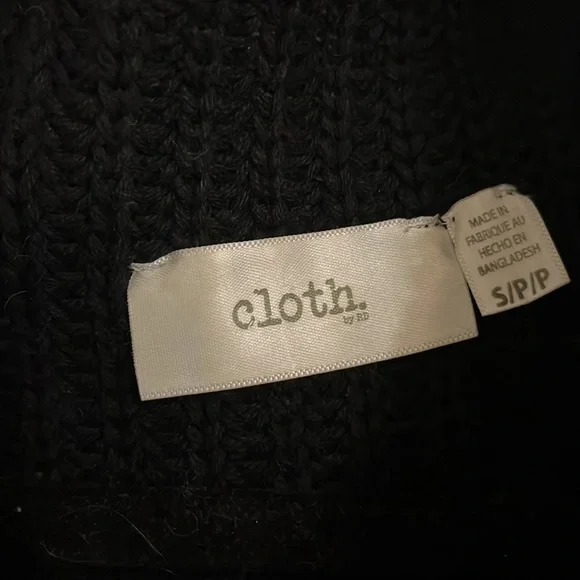 cloth.
by RD
MADE IN
FABRIQUE AU
HECHO EN
BANGLADESH
S/P/P